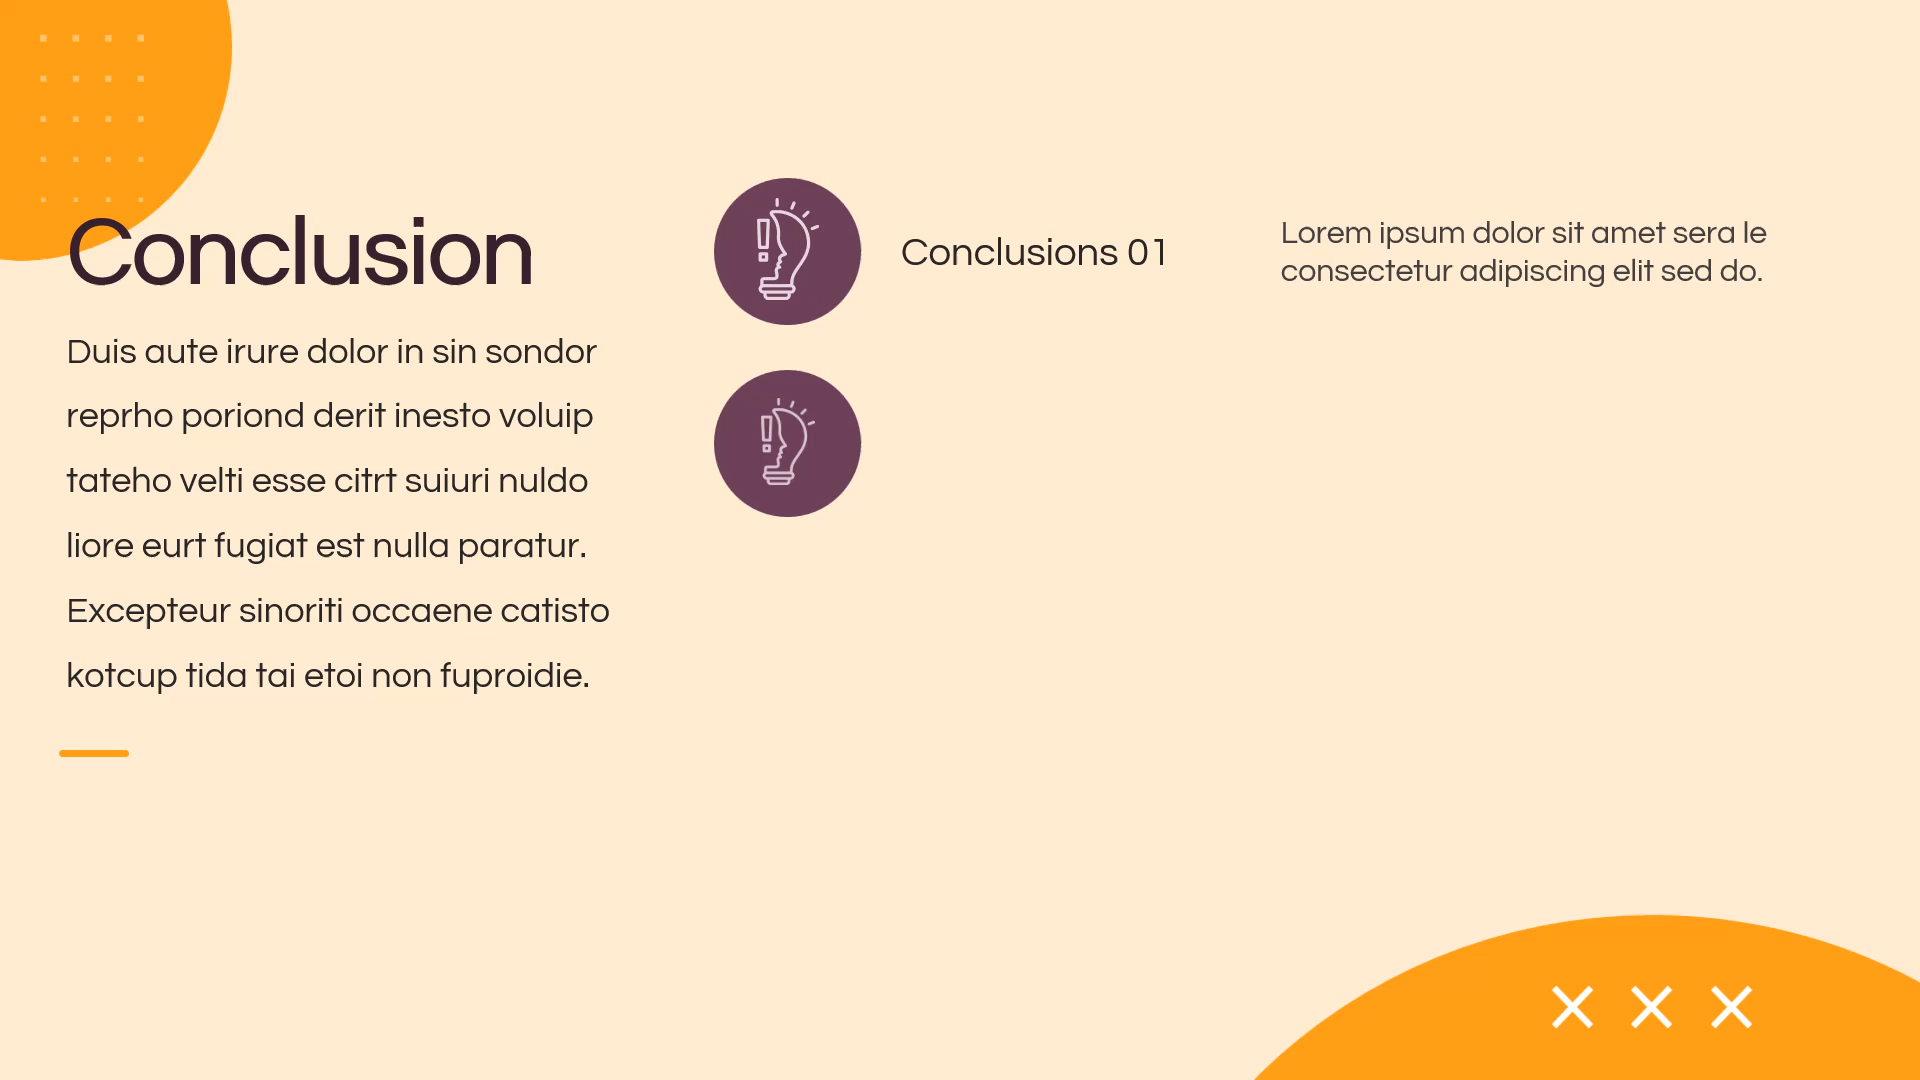 Conclusion
Duis aute irure dolor in sin sondor
reprho poriond derit inesto voluip
tateho velti esse citrt suiuri nuldo
liore eurt fugiat est nulla paratur.
Excepteur sinoriti occaene catisto
kotcup tida tai etoi non fuproidie.
Conclusions 01
Lorem ipsum dolor sit amet sera le
consectetur adipiscing elit sed do.